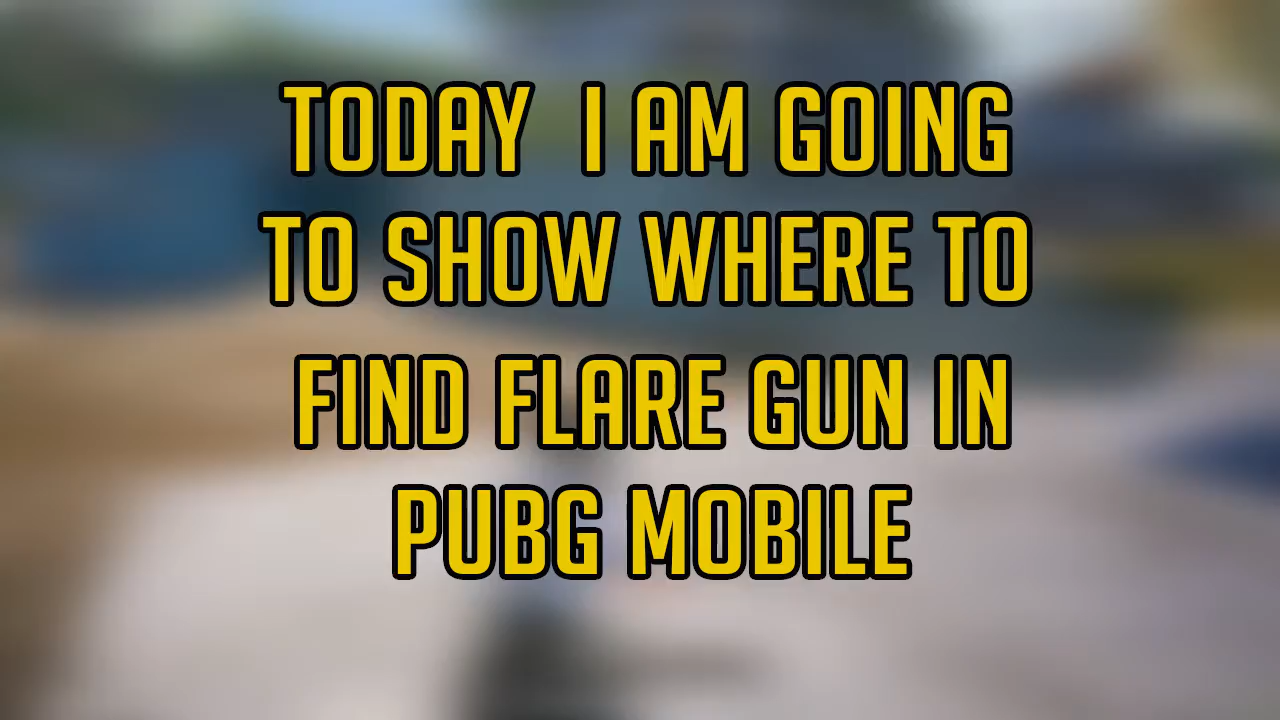 TODAY I AM GOING
TO SHOW WHERE TO
FIND FLARE GUN IN
PUBG MOBILE